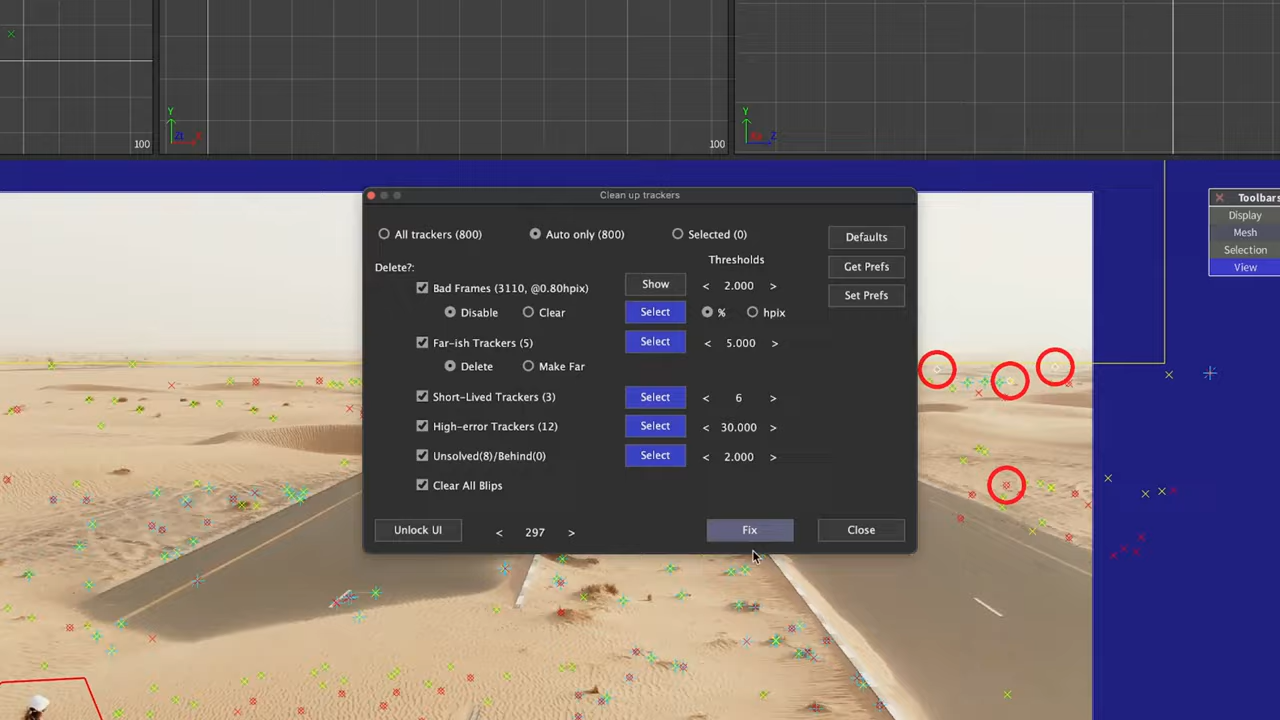 Y
Y
100
100
Z
Clean up trackers
Toolbars
All trackers (800)
Auto only (800)
Selected (0)
Defaults
Display
Mesh
Selection
View
Thresholds
Delete?:
Get Prefs
Bad Frames (3110, @0.80hpix)
Show
< 2.000 >
Set Prefs
Disable
Clear
Select
%
hpix
Far-ish Trackers (5)
Select
< 5.000 >
Delete
Make Far
Short-Lived Trackers (3)
Select
< 6 >
High-error Trackers (12)
Select
< 30.000 >
Unsolved(8)/Behind(0)
Select
< 2.000 >
Clear All Blips
Unlock UI
< 297 >
Fix
Close